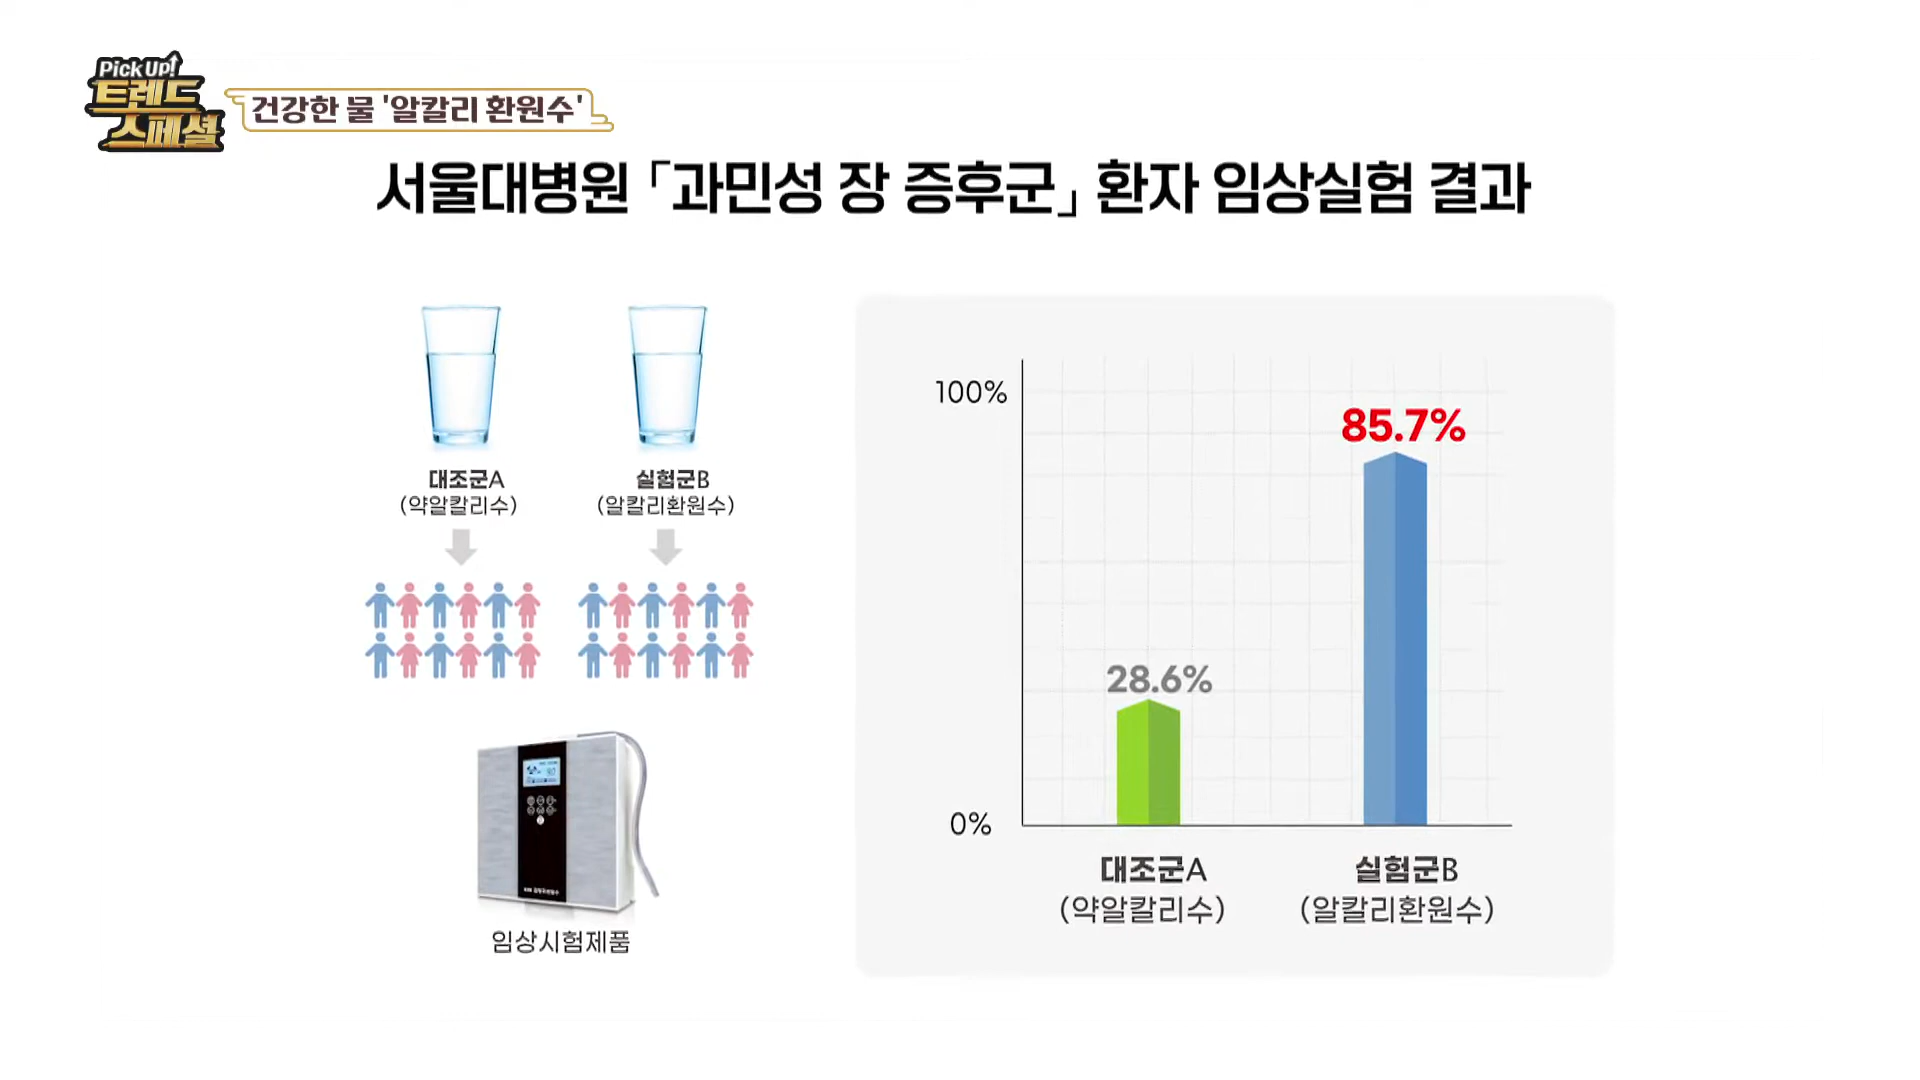 Pick Up!
트렌드
스페셜
건강한 물 '알칼리 환원수'
서울대병원 「과민성 장 증후군」 환자 임상실험 결과
대조군A
(약알칼리수)
실험군B
(알칼리환원수)
임상시험제품
100%
85.7%
28.6%
0%
대조군A
(약알칼리수)
실험군B
(알칼리환원수)